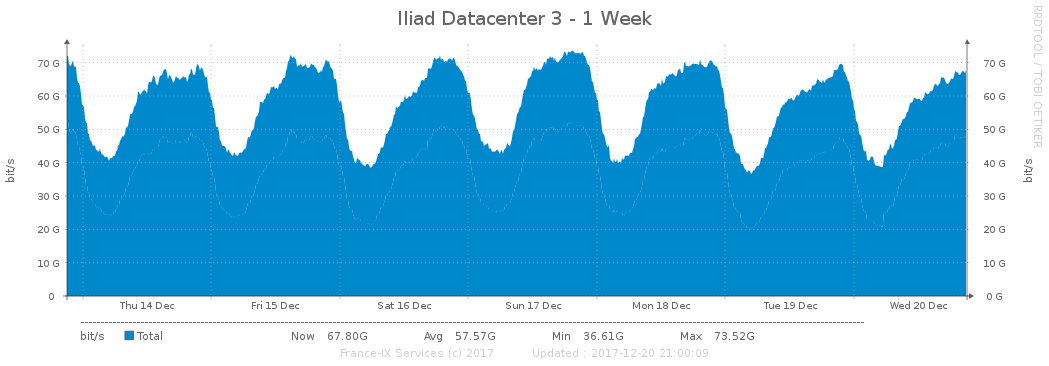 Iliad Datacenter 3 - 1 Week
RRDTOOL / TOBI OETIKER
70 G 70 G
60 G 60 G
50 G 50 G
40 G 40 G
30 G 30 G
20 G 20 G
10 G 10 G
0 0 G
bit/s bit/s
Thu 14 Dec Fri 15 Dec Sat 16 Dec Sun 17 Dec Mon 18 Dec Tue 19 Dec Wed 20 Dec
bit/s Total Now 67.80G Avg 57.57G Min 36.61G Max 73.52G
France-IX Services (c) 2017 Updated : 2017-12-20 21:00:09